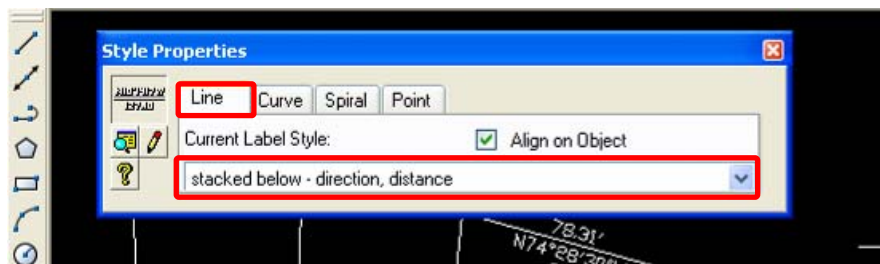 Style Properties
Line Curve Spiral Point
Current Label Style: Align on Object
stacked below - direction, distance
78.31'